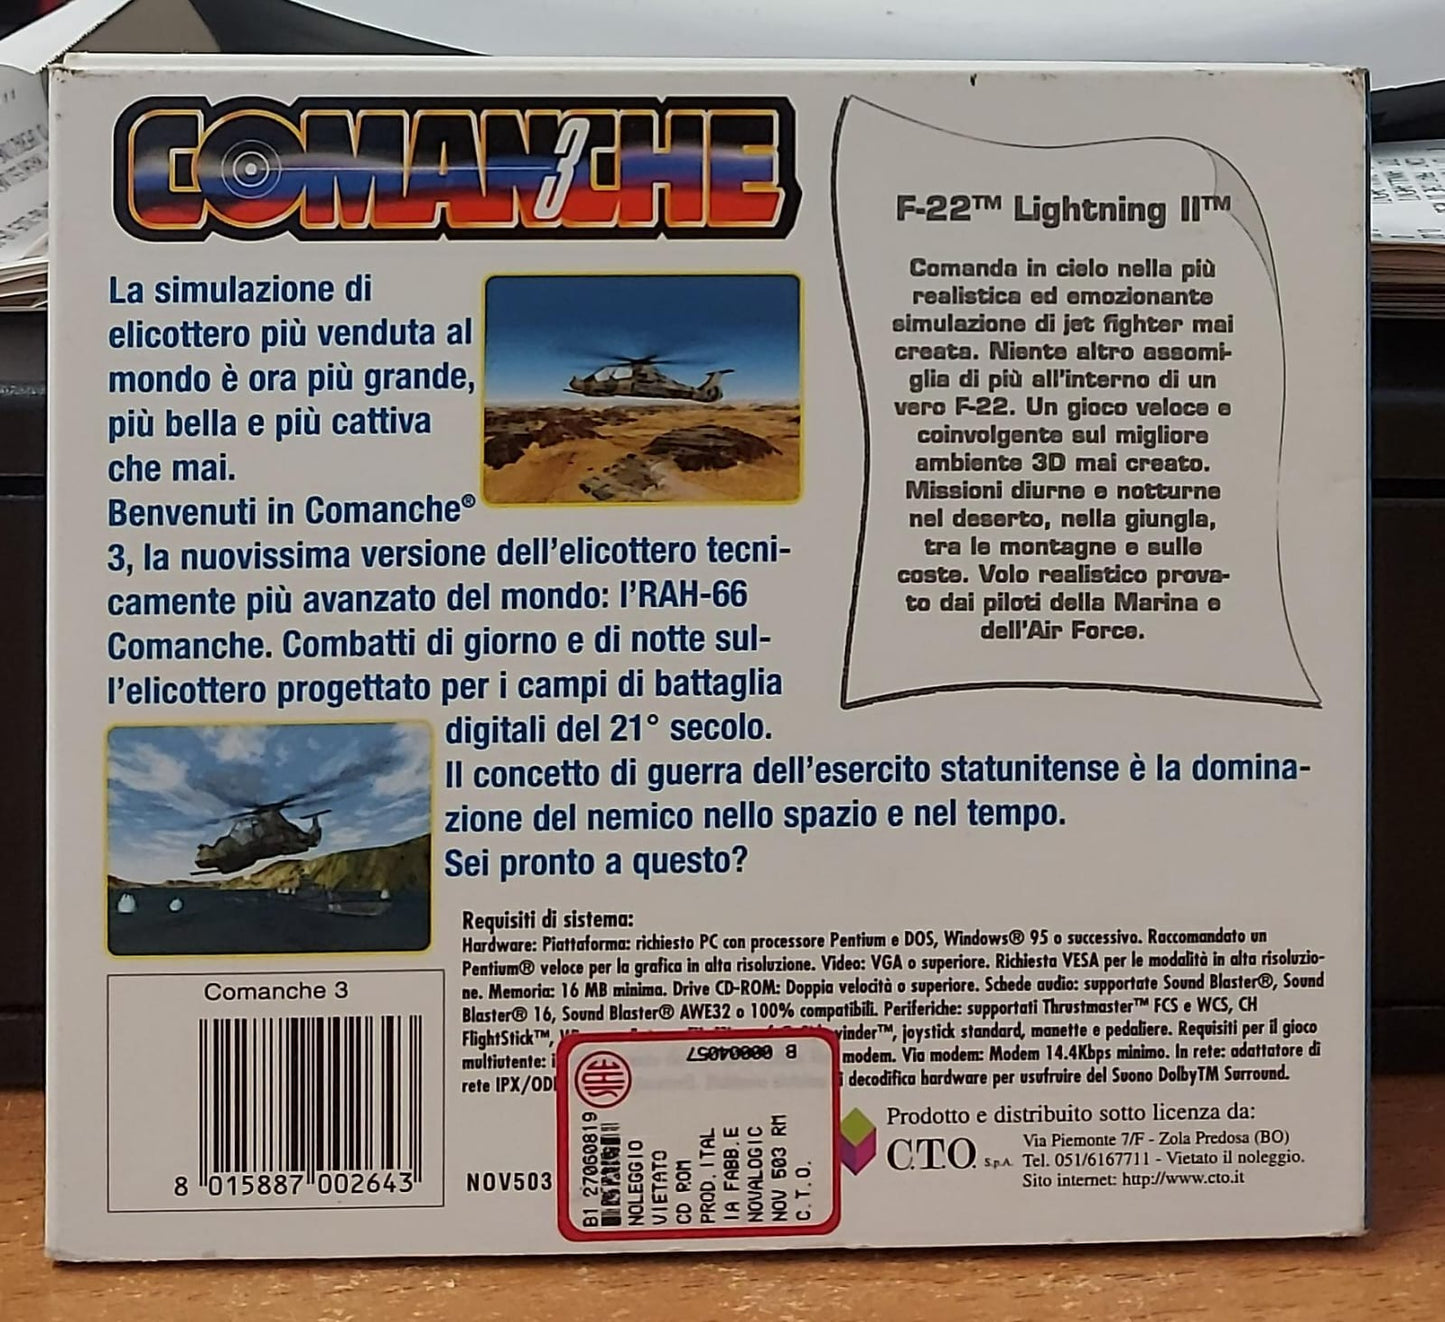 COMANCHE 3
La simulazione di
elicottero più venduta al
mondo è ora più grande,
più bella e più cattiva
che mai.
Benvenuti in Comanche®
3, la nuovissima versione dell'elicottero tecni-
camente più avanzato del mondo: l'RAH-66
Comanche. Combatti di giorno e di notte sul-
l'elicottero progettato per i campi di battaglia
digitali del 21° secolo.
Il concetto di guerra dell'esercito statunitense è la domina-
zione del nemico nello spazio e nel tempo.
Sei pronto a questo?
F-22™ Lightning II™
Comanda in cielo nella più
realistica ed emozionante
simulazione di jet fighter mai
creata. Niente altro assomi-
glia di più all'interno di un
vero F-22. Un gioco veloce e
coinvolgente sul migliore
ambiente 3D mai creato.
Missioni diurne e notturne
nel deserto, nella giungla,
tra le montagne e sulle
coste. Volo realistico prova-
to dai piloti della Marina e
dell'Air Force.
Requisiti di sistema:
Hardware: Piattaforma: richiesto PC con processore Pentium e DOS, Windows® 95 o successivo. Raccomandato un
Pentium® veloce per la grafica in alta risoluzione. Video: VGA o superiore. Richiesta VESA per le modalità in alta risoluzio-
ne. Memoria: 16 MB minima. Drive CD-ROM: Doppia velocità o superiore. Schede audio: supportate Sound Blaster®, Sound
Blaster® 16, Sound Blaster® AWE32 o 100% compatibili. Periferiche: supportati Thrustmaster™ FCS e WCS, CH
FlightStick™, vinder™, joystick standard, manette e pedaliere. Requisiti per il gioco
multiutente: modem. Via modem: Modem 14.4Kbps minimo. In rete: adattatore di
rete IPX/OD decodifica hardware per usufruire del Suono DolbyTM Surround.
Comanche 3
8 015887 002643
NOV503
B 00004057
SIAE
B1 27060819
NOLEGGIO
VIETATO
CD ROM
PROD.ITAL
IA FABB.E
NOVALOGIC
NOV 503 RM
C.T.O.
Prodotto e distribuito sotto licenza da:
C.T.O. S.p.A.
Via Piemonte 7/F - Zola Predosa (BO)
Tel. 051/6167711 - Vietato il noleggio.
Sito internet: http://www.cto.it